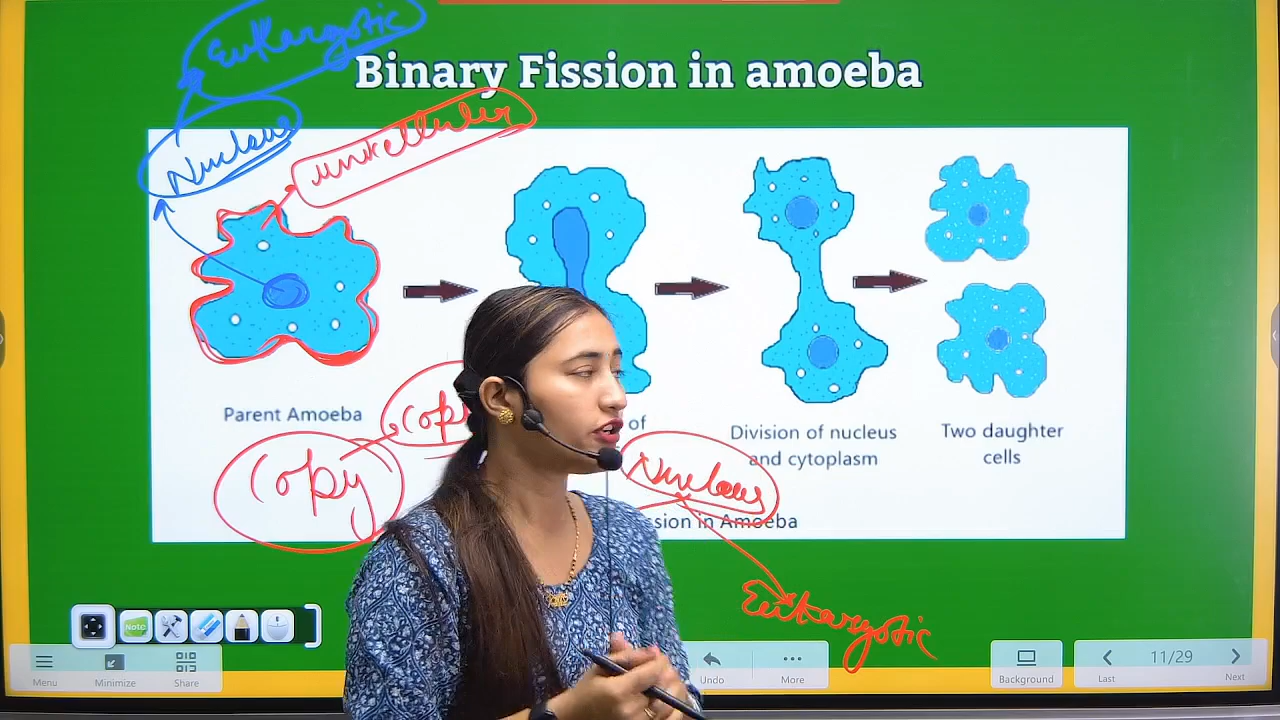 Eukaryotic
Binary Fission in amoeba
Nucleus
unicellular
Parent Amoeba
of
Division of nucleus
and cytoplasm
Two daughter
cells
Copy
Copy
Nucleus
ssion in Amoeba
Eukaryotic
Note
Menu
Minimize
Share
Undo
More
Background
Last
11/29
Next